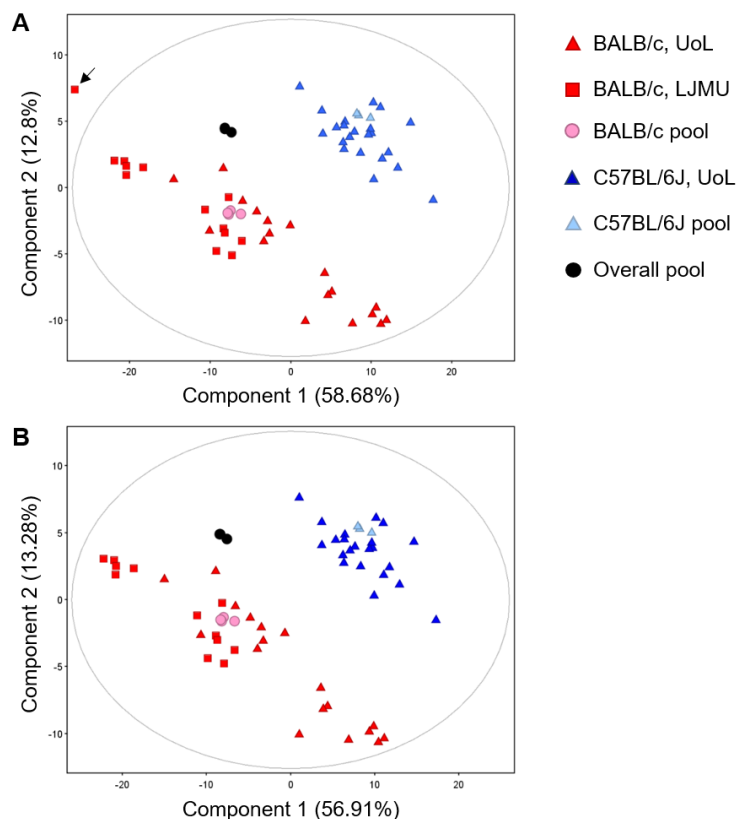 A
10
5
0
-5
-10
-20
-10
0
10
20
Component 2 (12.8%)
Component 1 (58.68%)
BALB/c, UoL
BALB/c, LJMU
BALB/c pool
C57BL/6J, UoL
C57BL/6J pool
Overall pool
B
10
5
0
-5
-10
-20
-10
0
10
20
Component 2 (13.28%)
Component 1 (56.91%)